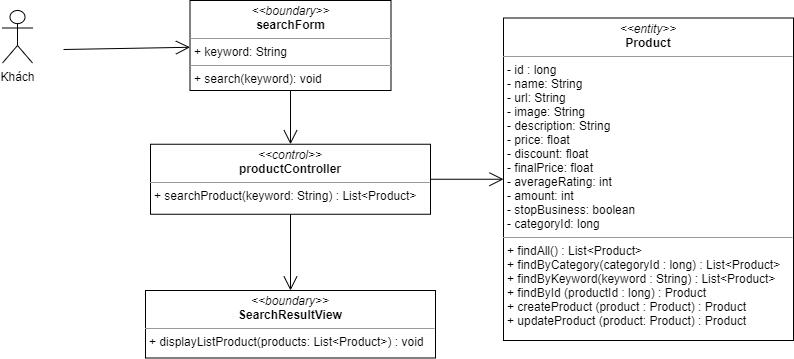 Khách
<<boundary>>
searchForm
+ keyword: String
+ search(keyword): void
<<control>>
productController
+ searchProduct(keyword: String) : List<Product>
<<boundary>>
SearchResultView
+ displayListProduct(products: List<Product>) : void
<<entity>>
Product
- id : long
- name: String
- url: String
- image: String
- description: String
- price: float
- discount: float
- finalPrice: float
- averageRating: int
- amount: int
- stopBusiness: boolean
- categoryId: long
+ findAll() : List<Product>
+ findByCategory(categoryId : long) : List<Product>
+ findByKeyword(keyword : String) : List<Product>
+ findById (productId : long) : Product
+ createProduct (product : Product) : Product
+ updateProduct (product: Product) : Product